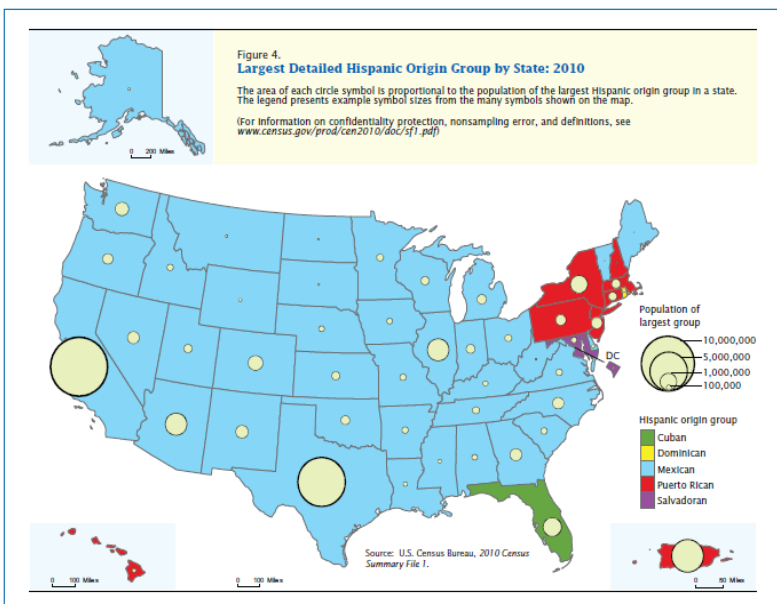 Figure 4.
Largest Detailed Hispanic Origin Group by State: 2010
The area of each circle symbol is proportional to the population of the largest Hispanic origin group in a state.
The legend presents example symbol sizes from the many symbols shown on the map.
(For information on confidentiality protection, nonsampling error, and definitions, see
www.census.gov/prod/cen2010/doc/sf1.pdf)
0 200 Miles
DC
Population of
largest group
10,000,000
5,000,000
1,000,000
100,000
Hispanic origin group
Cuban
Dominican
Mexican
Puerto Rican
Salvadoran
Source: U.S. Census Bureau, 2010 Census
Summary File 1.
0 100 Miles
0 100 Miles
0 50 Miles